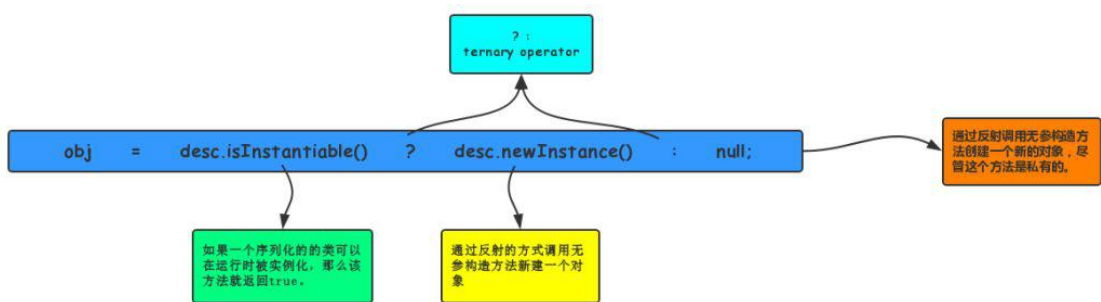 ? :
ternary operator
obj = desc.isInstantiable() ? desc.newInstance() : null;
通过反射调用无参构造方
法创建一个新的对象，尽
管这个方法是私有的。
如果一个序列化的的类可以
在运行时被实例化，那么该
方法就返回true。
通过反射的方式调用无
参构造方法新建一个对
象